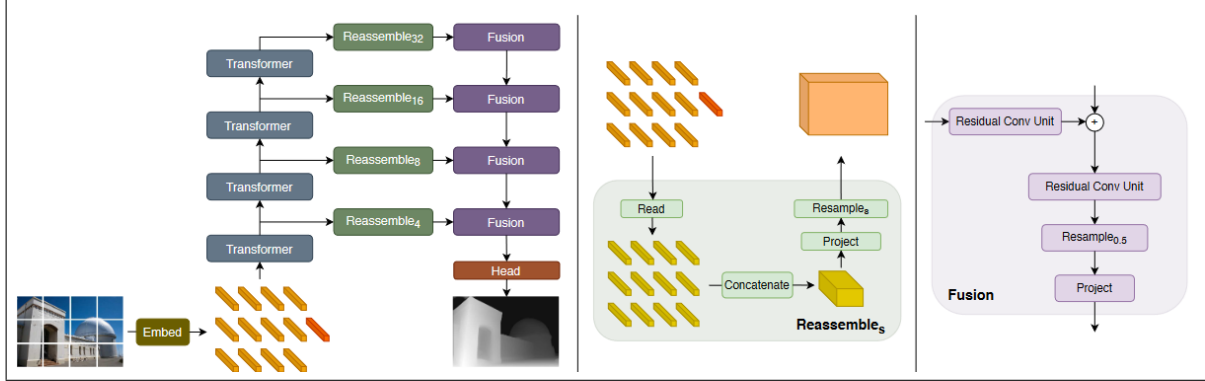 Reassemble32
Fusion
Transformer
Reassemble16
Fusion
Transformer
Reassemble8
Fusion
Transformer
Reassemble4
Fusion
Transformer
Head
Embed
Read
Resamples
Project
Concatenate
Reassembles
Residual Conv Unit
+
Residual Conv Unit
Resample0.5
Project
Fusion